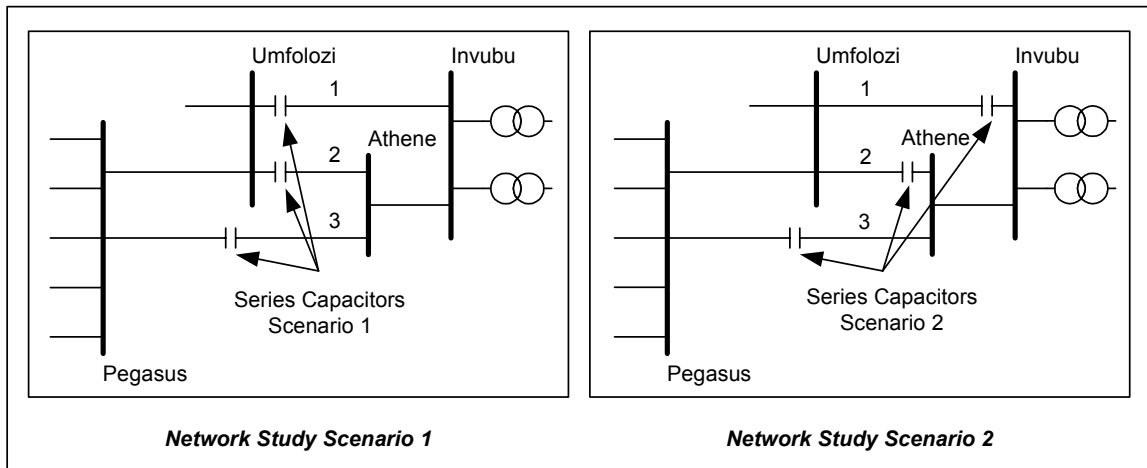 Umfolozi
Invubu
1
Athene
2
3
Series Capacitors
Scenario 1
Pegasus
Network Study Scenario 1
Umfolozi
Invubu
1
Athene
2
3
Series Capacitors
Scenario 2
Pegasus
Network Study Scenario 2